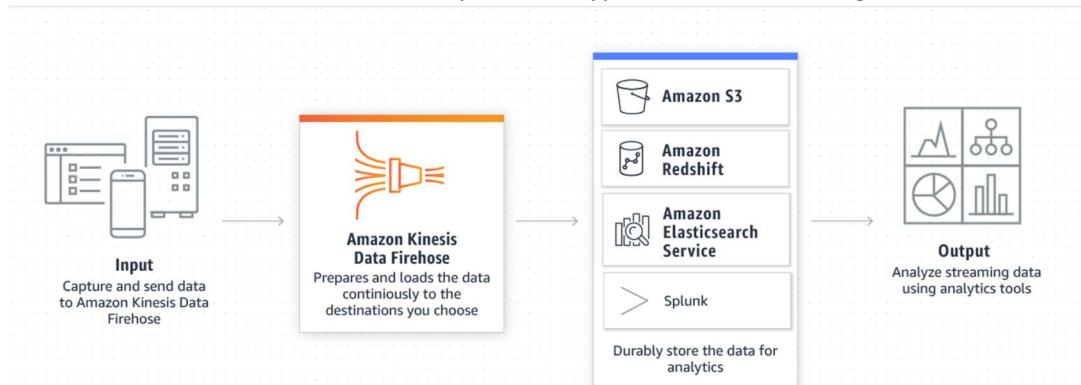 Input
Capture and send data
to Amazon Kinesis Data
Firehose
Amazon Kinesis
Data Firehose
Prepares and loads the data
continiously to the
destinations you choose
Amazon S3
Amazon
Redshift
Amazon
Elasticsearch
Service
Splunk
Durably store the data for
analytics
Output
Analyze streaming data
using analytics tools